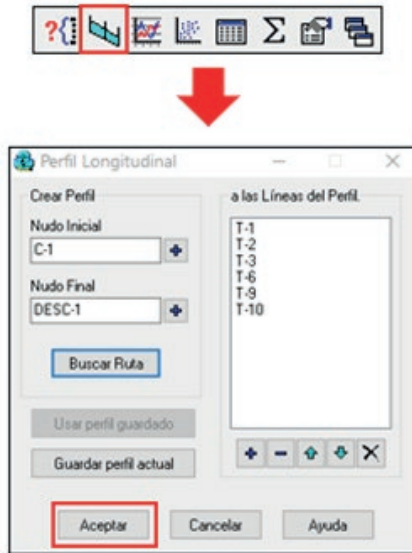 ?{}
Σ
Perfil Longitudinal
Crear Perfil
Nudo Inicial
C-1
Nudo Final
DESC-1
Buscar Ruta
Usar perfil guardado
Guardar perfil actual
a las Líneas del Perfil.
T-1
T-2
T-3
T-6
T-9
T-10
Aceptar
Cancelar
Ayuda